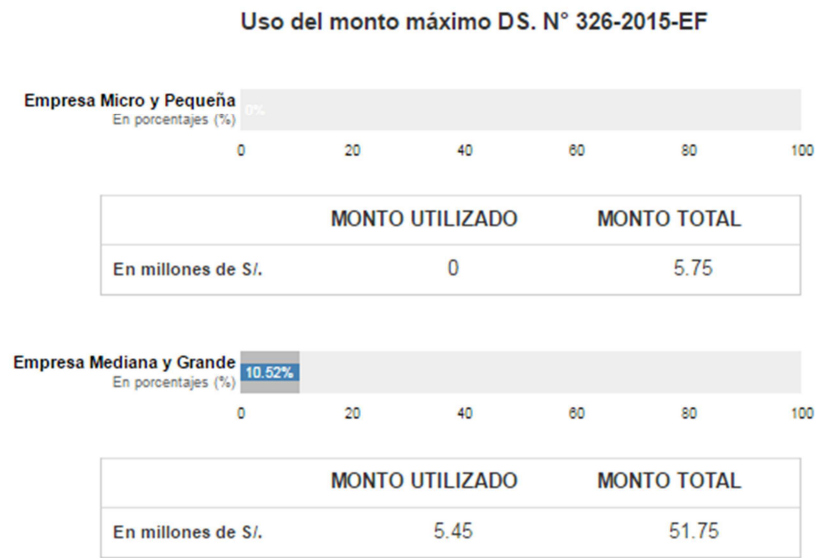 Uso del monto máximo DS. N° 326-2015-EF
Empresa Micro y Pequeña
En porcentajes (%)
0%
0 20 40 60 80 100
MONTO UTILIZADO MONTO TOTAL
En millones de S/. 0 5.75
Empresa Mediana y Grande
En porcentajes (%)
10.52%
0 20 40 60 80 100
MONTO UTILIZADO MONTO TOTAL
En millones de S/. 5.45 51.75